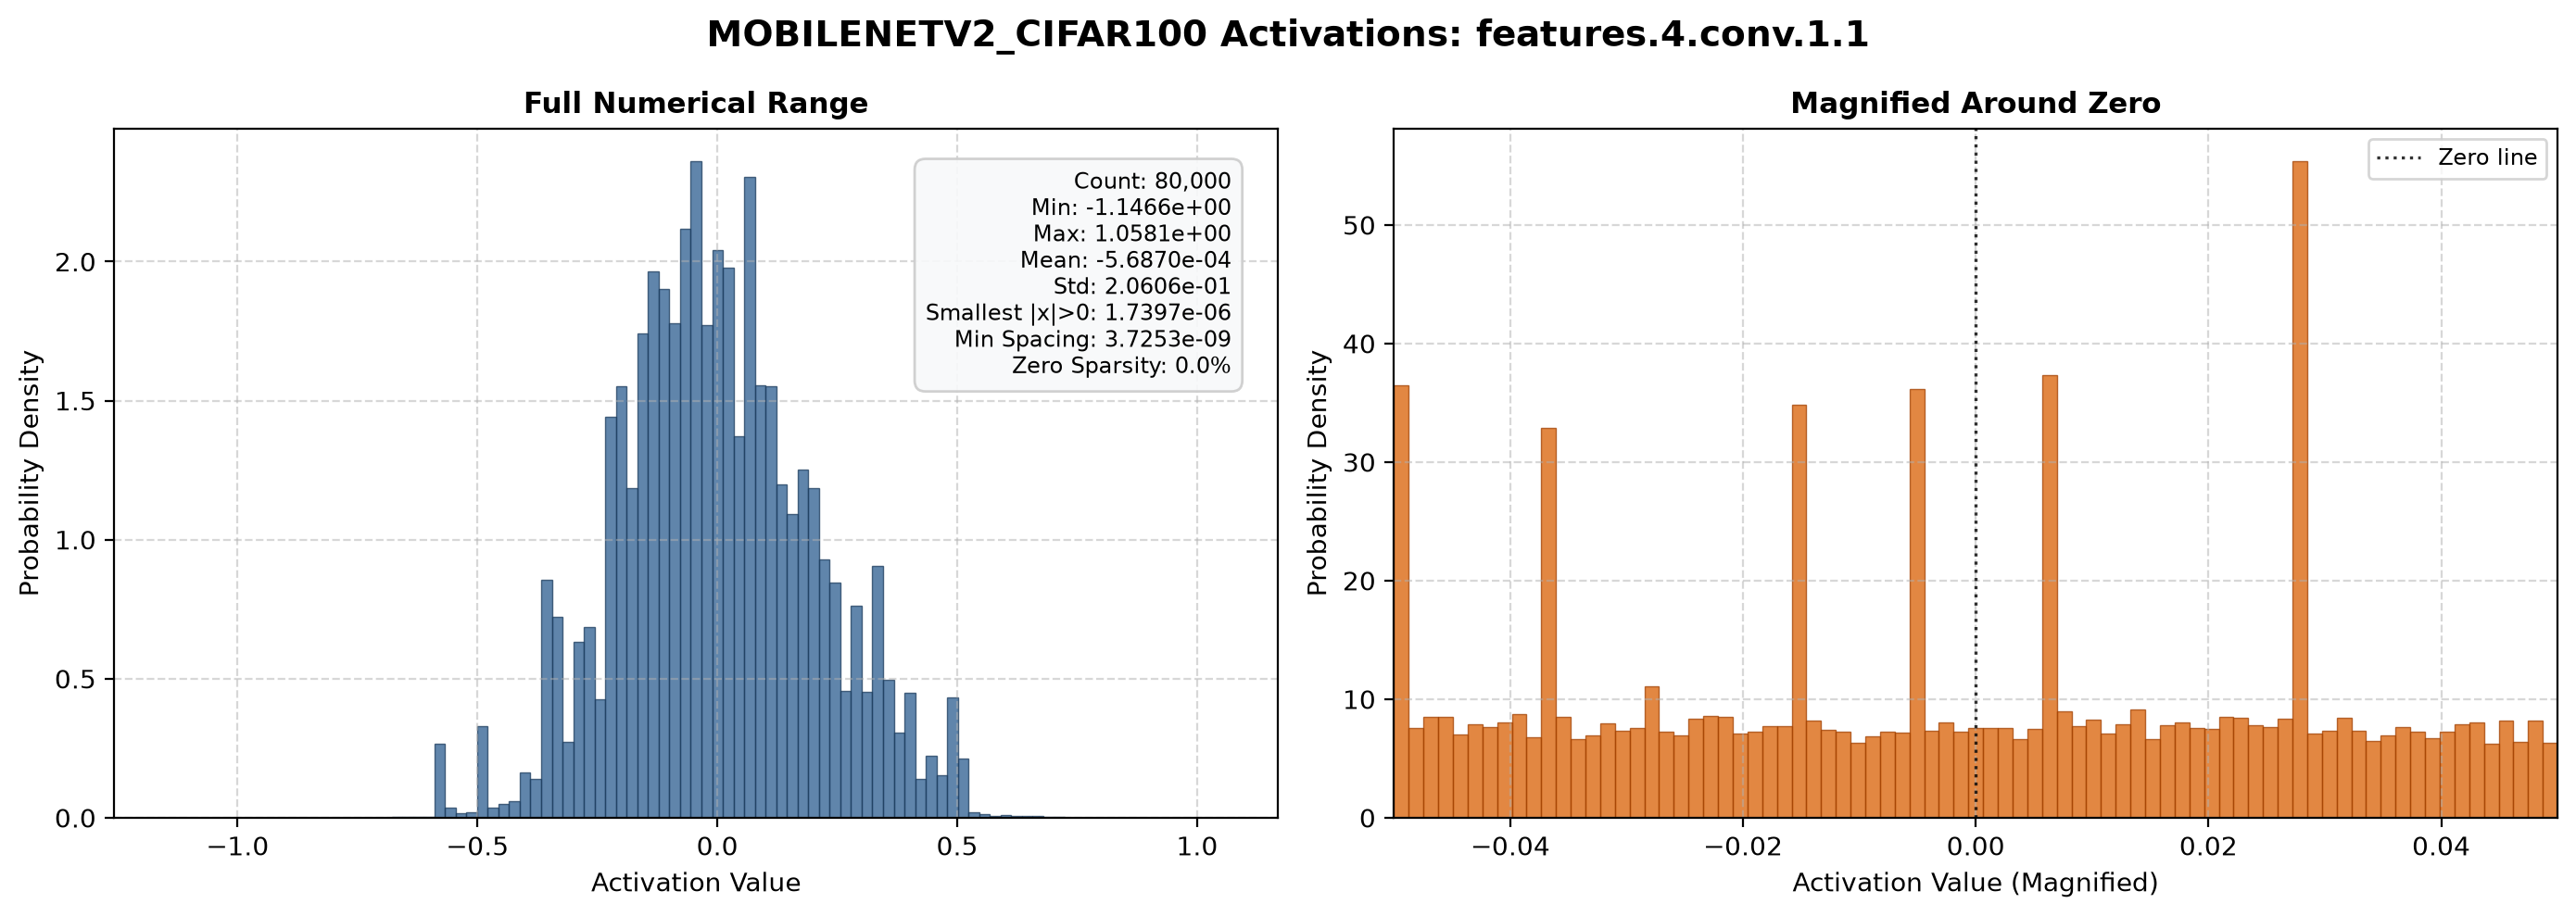 MOBILENETV2_CIFAR100 Activations: features.4.conv.1.1
Full Numerical Range
Probability Density
2.0
1.5
1.0
0.5
0.0
Count: 80,000
Min: -1.1466e+00
Max: 1.0581e+00
Mean: -5.6870e-04
Std: 2.0606e-01
Smallest |x|>0: 1.7397e-06
Min Spacing: 3.7253e-09
Zero Sparsity: 0.0%
−1.0 −0.5 0.0 0.5 1.0
Activation Value
Magnified Around Zero
Probability Density
50
40
30
20
10
0
Zero line
−0.04 −0.02 0.00 0.02 0.04
Activation Value (Magnified)